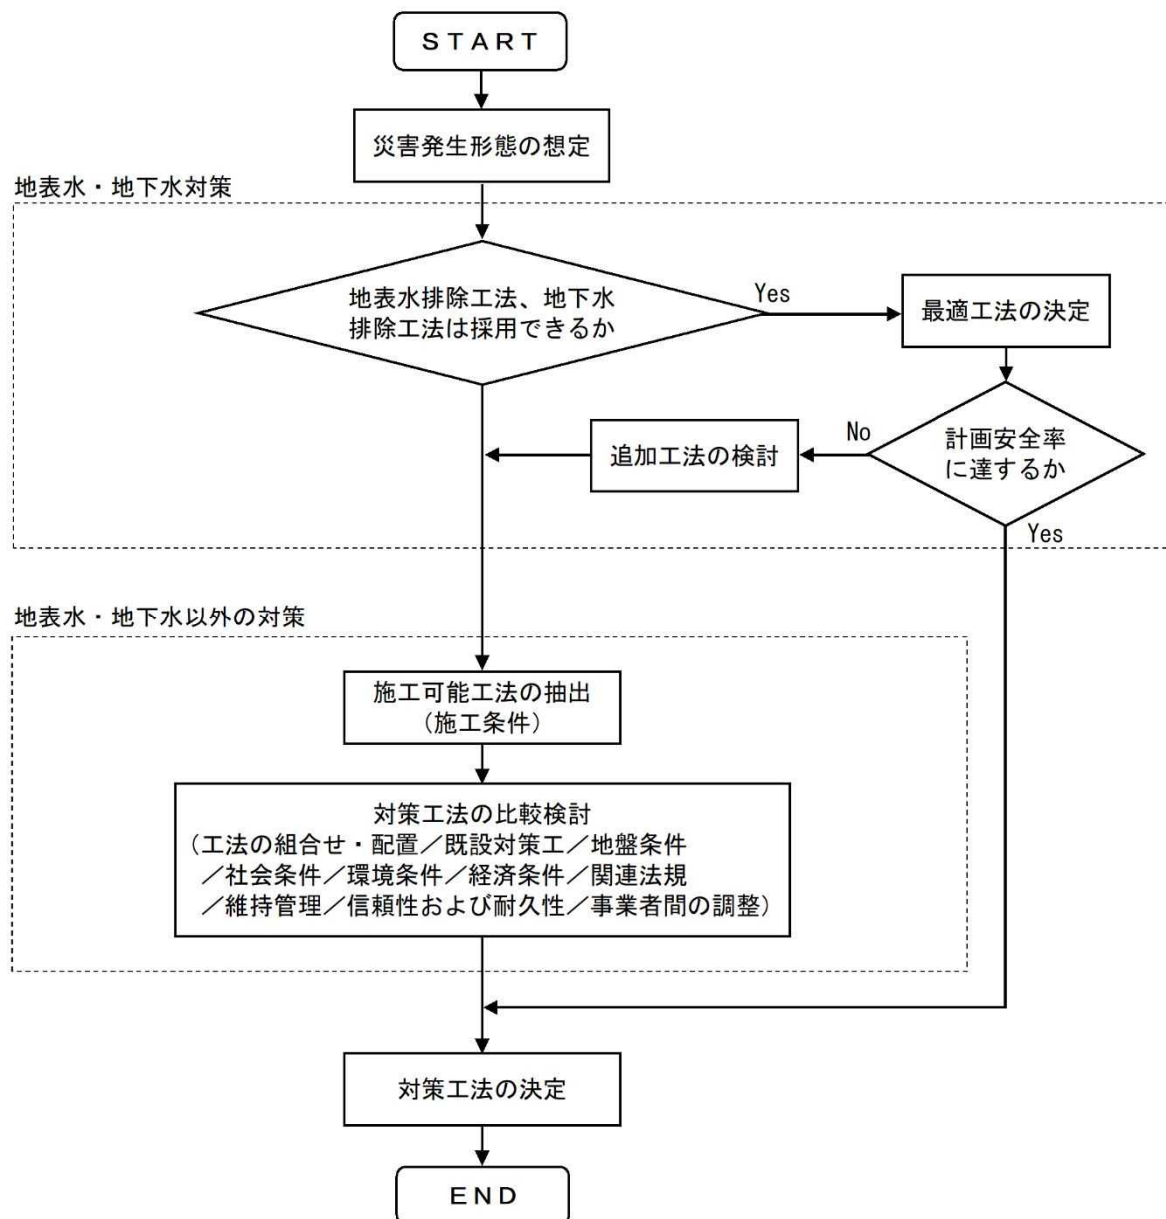 START
災害発生形態の想定
地表水・地下水対策
地表水排除工法、地下水
排除工法は採用できるか
Yes
最適工法の決定
計画安全率
に達するか
No
追加工法の検討
Yes
地表水・地下水以外の対策
施工可能工法の抽出
（施工条件）
対策工法の比較検討
（工法の組合せ・配置／既設対策工／地盤条件
／社会条件／環境条件／経済条件／関連法規
／維持管理／信頼性および耐久性／事業者間の調整）
対策工法の決定
END